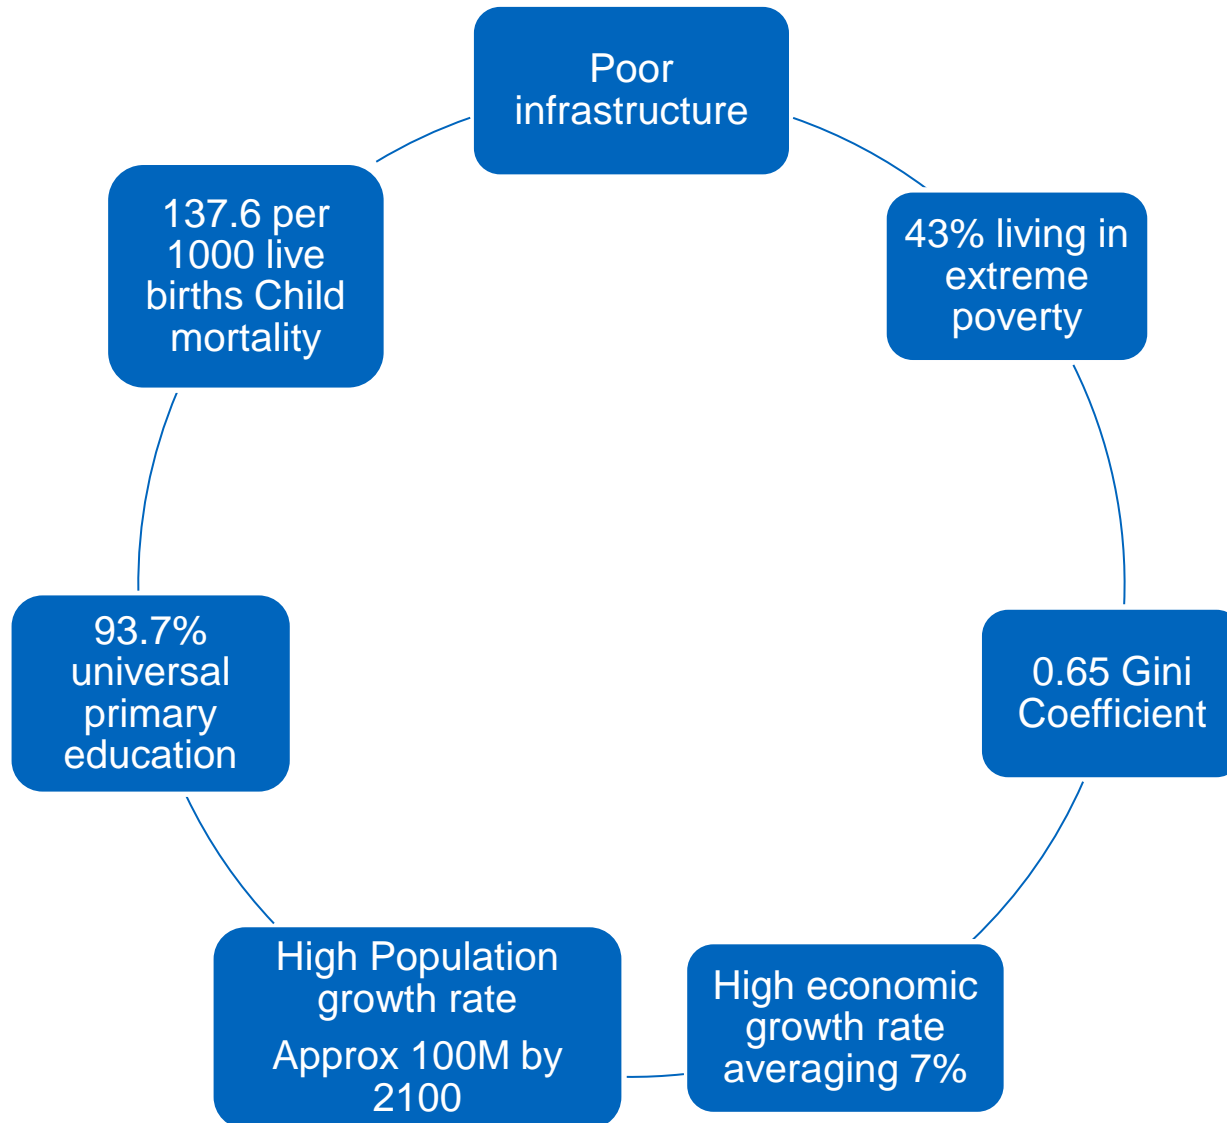 Poor
infrastructure
43% living in
extreme
poverty
0.65 Gini
Coefficient
High economic
growth rate
averaging 7%
High Population
growth rate
Approx 100M by
2100
93.7%
universal
primary
education
137.6 per
1000 live
births Child
mortality